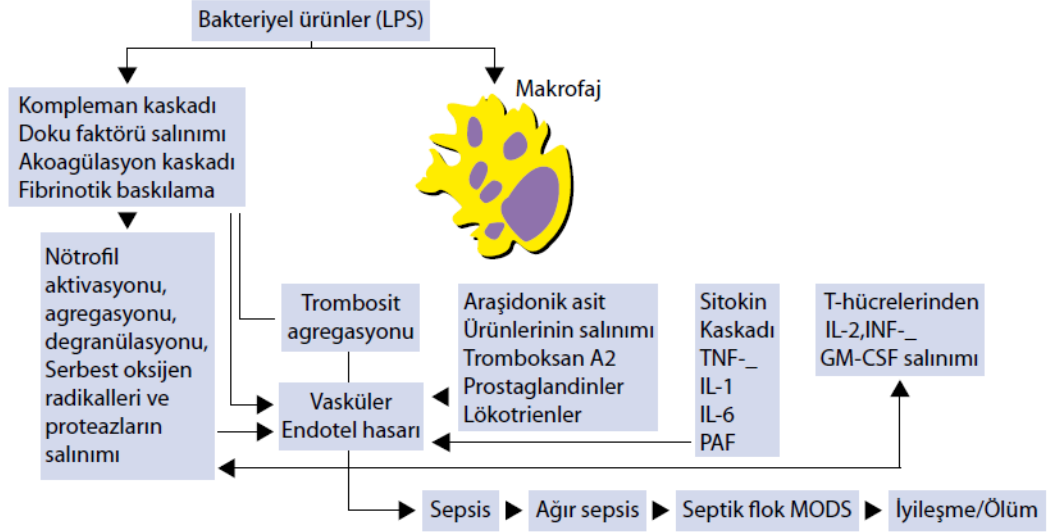 Bakteriyel ürünler (LPS)
Makrofaj
Kompleman kaskadı
Doku faktörü salınımı
Akoagülasyon kaskadı
Fibrinotik baskılama
Nötrofil
aktivasyonu,
agregasyonu,
degranülasyonu,
Serbest oksijen
radikalleri ve
proteazların
salınımı
Trombosit
agregasyonu
Vasküler
Endotel hasarı
Araşidonik asit
Ürünlerinin salınımı
Tromboksan A2
Prostaglandinler
Lökotrienler
Sitokin
Kaskadı
TNF-_
IL-1
IL-6
PAF
T-hücrelerinden
IL-2,INF-_
GM-CSF salınımı
Sepsis
Ağır sepsis
Septik flok MODS
İyileşme/Ölüm